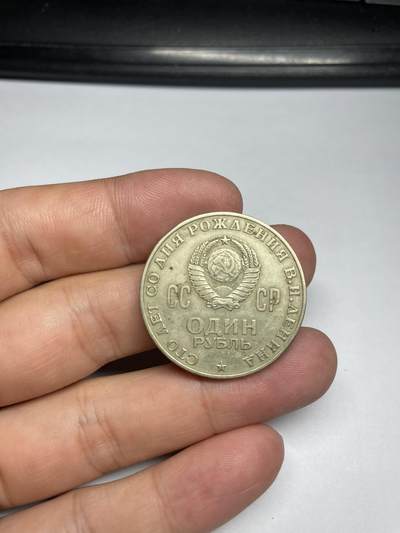 СТО ЛЕТ СО ДНЯ РОЖДЕНИЯ В.И.ЛЕНИНА
СС СР
ОДИН
РУБЛЬ